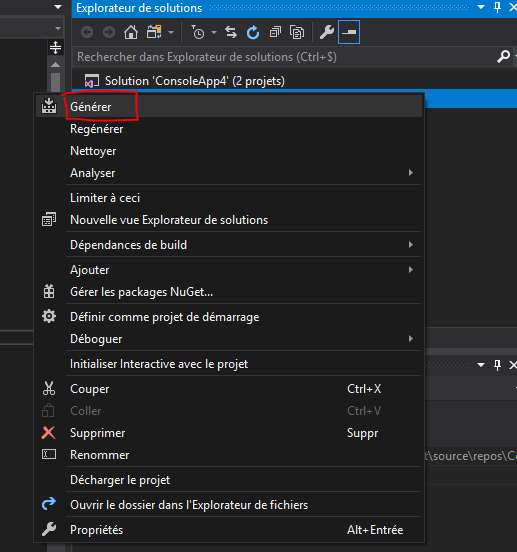 Explorateur de solutions
Rechercher dans Explorateur de solutions (Ctrl+$)
Solution 'ConsoleApp4' (2 projets)
Générer
Regénérer
Nettoyer
Analyser
Limiter à ceci
Nouvelle vue Explorateur de solutions
Dépendances de build
Ajouter
Gérer les packages NuGet...
Définir comme projet de démarrage
Déboguer
Initialiser Interactive avec le projet
Couper Ctrl+X
Coller Ctrl+V
Supprimer Suppr
Renommer
t\source\repos\Co
Décharger le projet
Ouvrir le dossier dans l'Explorateur de fichiers
Propriétés Alt+Entrée